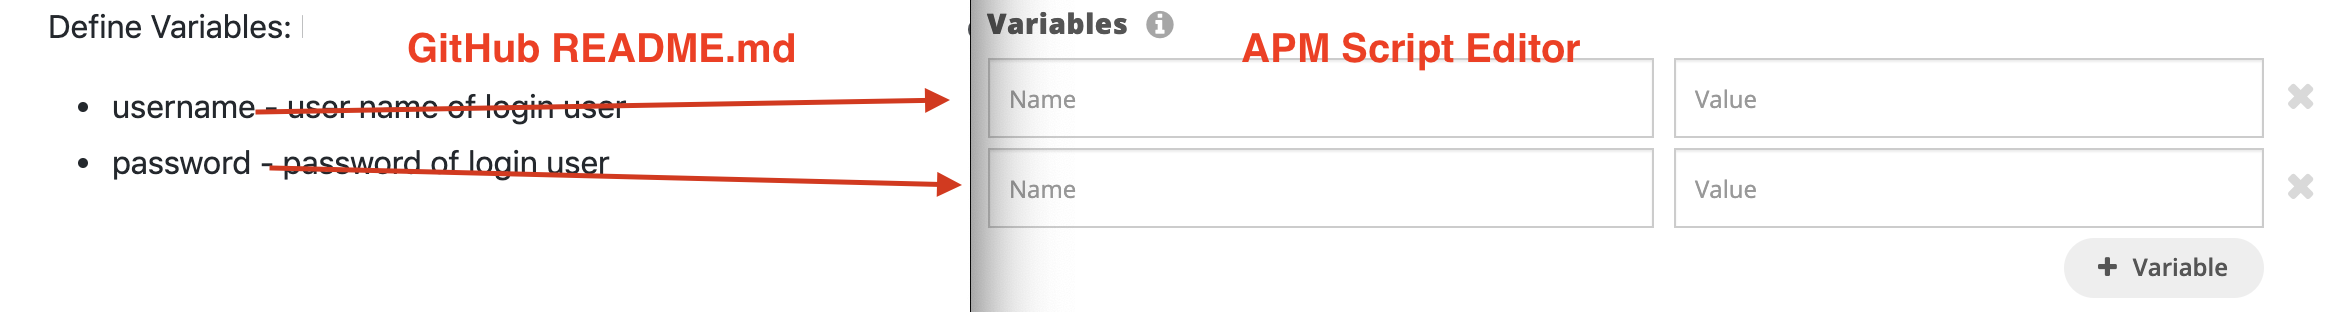 Define Variables:
GitHub README.md
• username - user name of login user
• password - password of login user
Variables
APM Script Editor
Name Value
Name Value
+ Variable